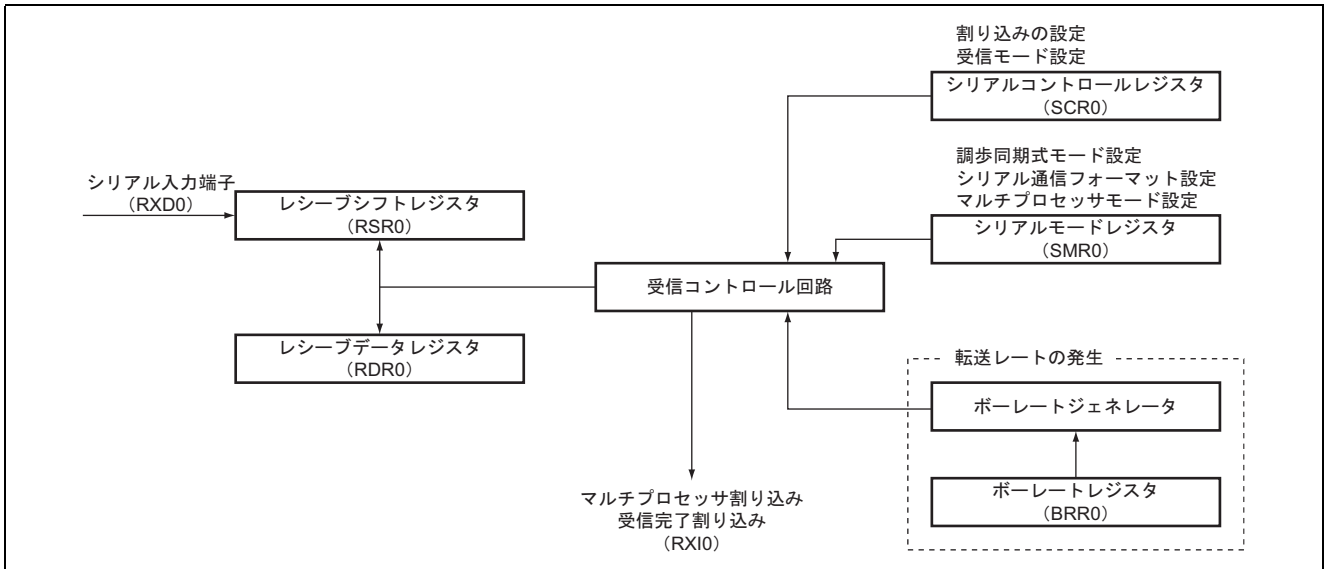 割り込みの設定
受信モード設定
シリアルコントロールレジスタ
（SCR0）
調歩同期式モード設定
シリアル通信フォーマット設定
マルチプロセッサモード設定
シリアルモードレジスタ
（SMR0）
シリアル入力端子
（RXD0）
レシーブシフトレジスタ
（RSR0）
受信コントロール回路
レシーブデータレジスタ
（RDR0）
転送レートの発生
ボーレートジェネレータ
ボーレートレジスタ
（BRR0）
マルチプロセッサ割り込み
受信完了割り込み
（RXI0）